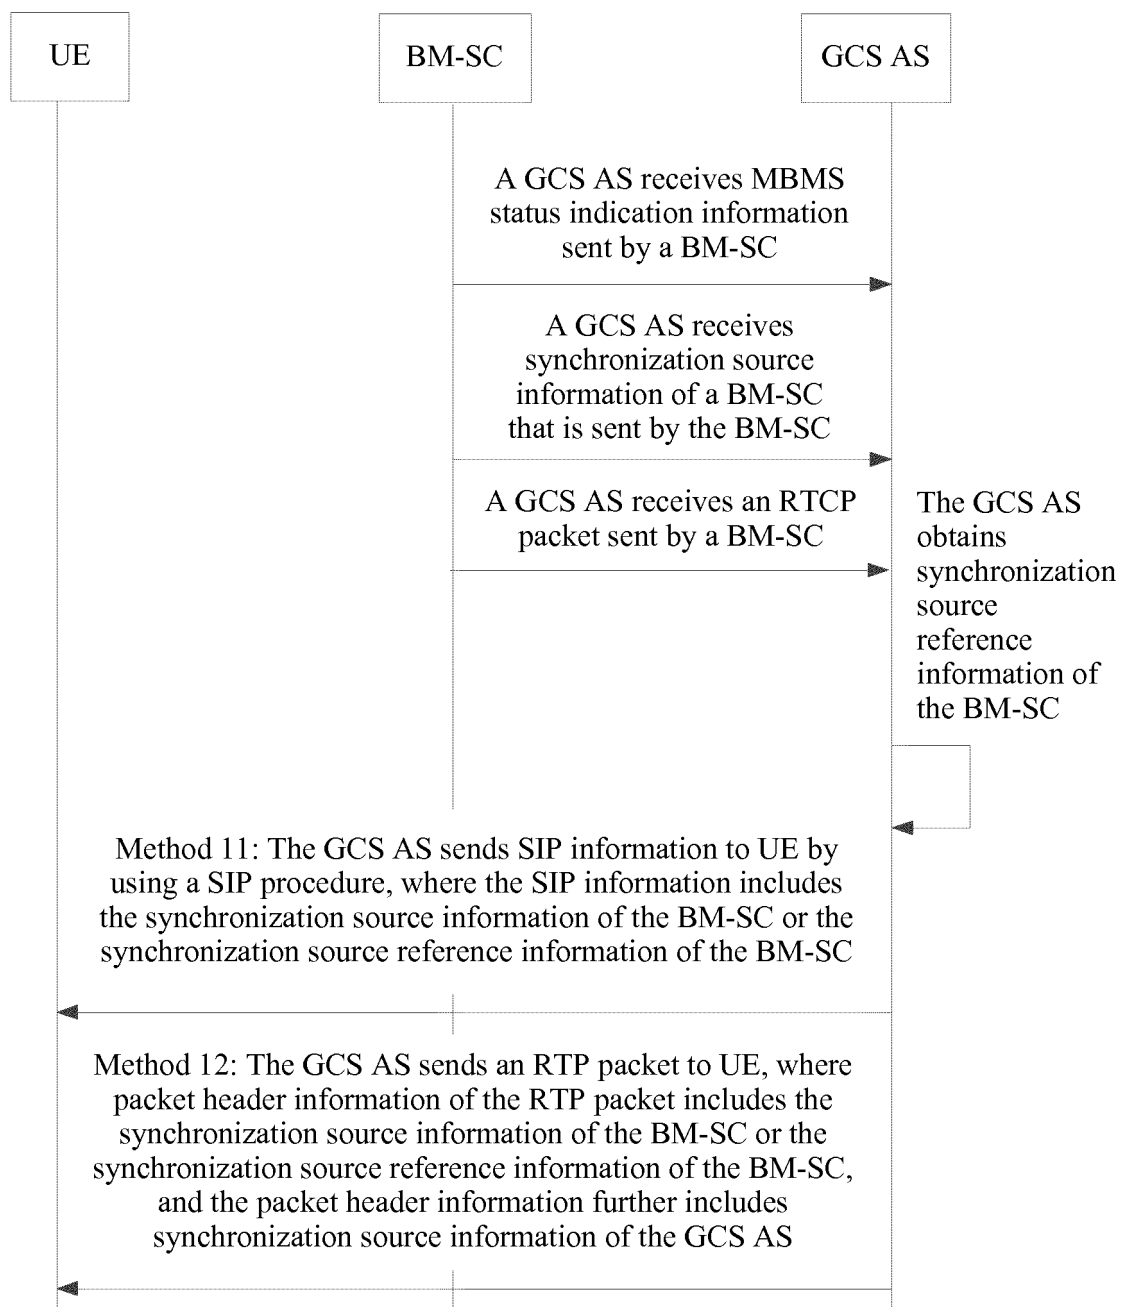 UE
BM-SC
GCS AS
A GCS AS receives MBMS
status indication information
sent by a BM-SC
A GCS AS receives
synchronization source
information of a BM-SC
that is sent by the BM-SC
A GCS AS receives an RTCP
packet sent by a BM-SC
The GCS AS
obtains
synchronization
source
reference
information of
the BM-SC
Method 11: The GCS AS sends SIP information to UE by
using a SIP procedure, where the SIP information includes
the synchronization source information of the BM-SC or the
synchronization source reference information of the BM-SC
Method 12: The GCS AS sends an RTP packet to UE, where
packet header information of the RTP packet includes the
synchronization source information of the BM-SC or the
synchronization source reference information of the BM-SC,
and the packet header information further includes
synchronization source information of the GCS AS